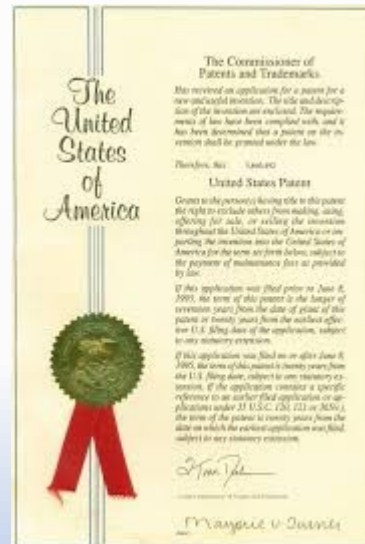 The
United
States
of
America
The Commissioner of
Patents and Trademarks
Has received an application for a patent for a
new and useful invention. The title and descrip-
tion of the invention are enclosed. The require-
ments of law have been complied with, and it
has been determined that a patent on the in-
vention shall be granted under the law.
Therefore, this
United States Patent
Grants to the person(s) having title to this patent
the right to exclude others from making, using,
offering for sale, or selling the invention
throughout the United States of America or im-
porting the invention into the United States of
America for the term set forth below, subject to
the payment of maintenance fees as provided
by law.
If this application was filed prior to June 8,
1995, the term of this patent is the longer of
seventeen years from the date of grant of this
patent or twenty years from the earliest effec-
tive U.S. filing date of the application, subject
to any statutory extension.
If this application was filed on or after June 8,
1995, the term of this patent is twenty years from
the U.S. filing date, subject to any statutory ex-
tension. If the application contains a specific
reference to an earlier filed application or ap-
plications under 35 U.S.C. 120, 121 or 365(c),
the term of the patent is twenty years from the
date on which the earliest application was filed,
subject to any statutory extension.
Marjorie V Turner